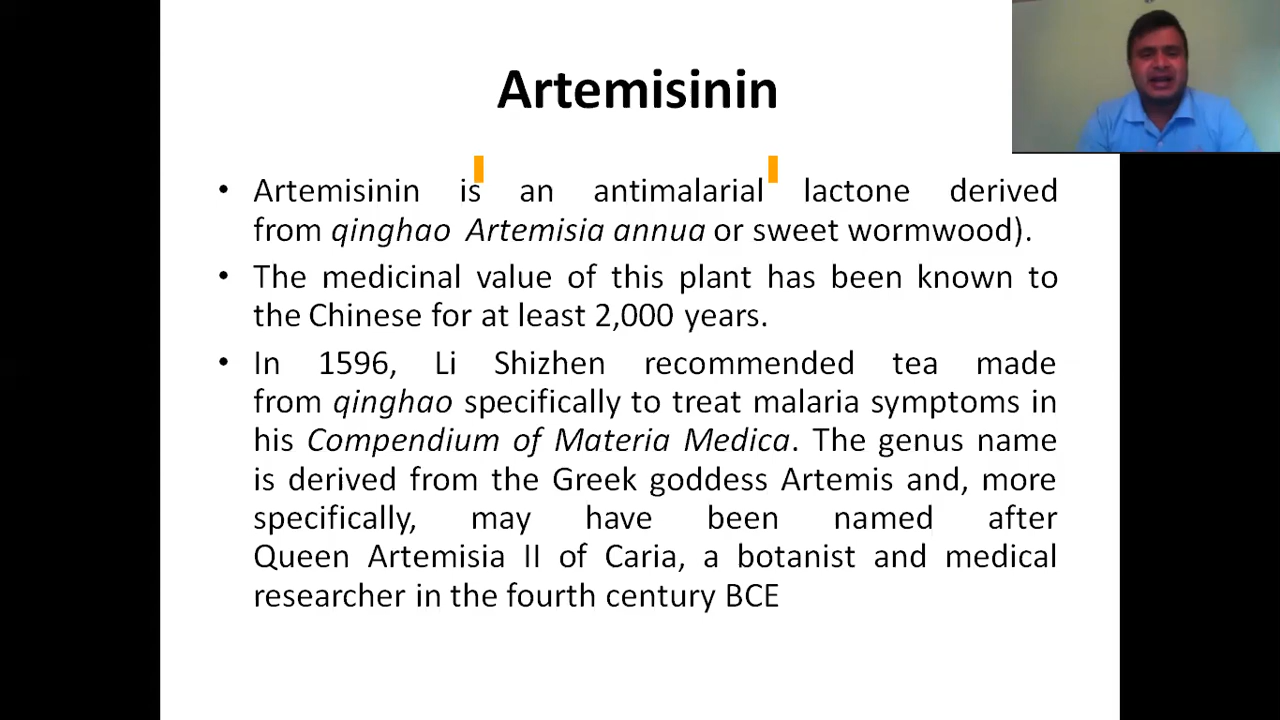 Artemisinin
• Artemisinin is an antimalarial lactone derived
from qinghao Artemisia annua or sweet wormwood).
• The medicinal value of this plant has been known to
the Chinese for at least 2,000 years.
• In 1596, Li Shizhen recommended tea made
from qinghao specifically to treat malaria symptoms in
his Compendium of Materia Medica. The genus name
is derived from the Greek goddess Artemis and, more
specifically, may have been named after
Queen Artemisia II of Caria, a botanist and medical
researcher in the fourth century BCE